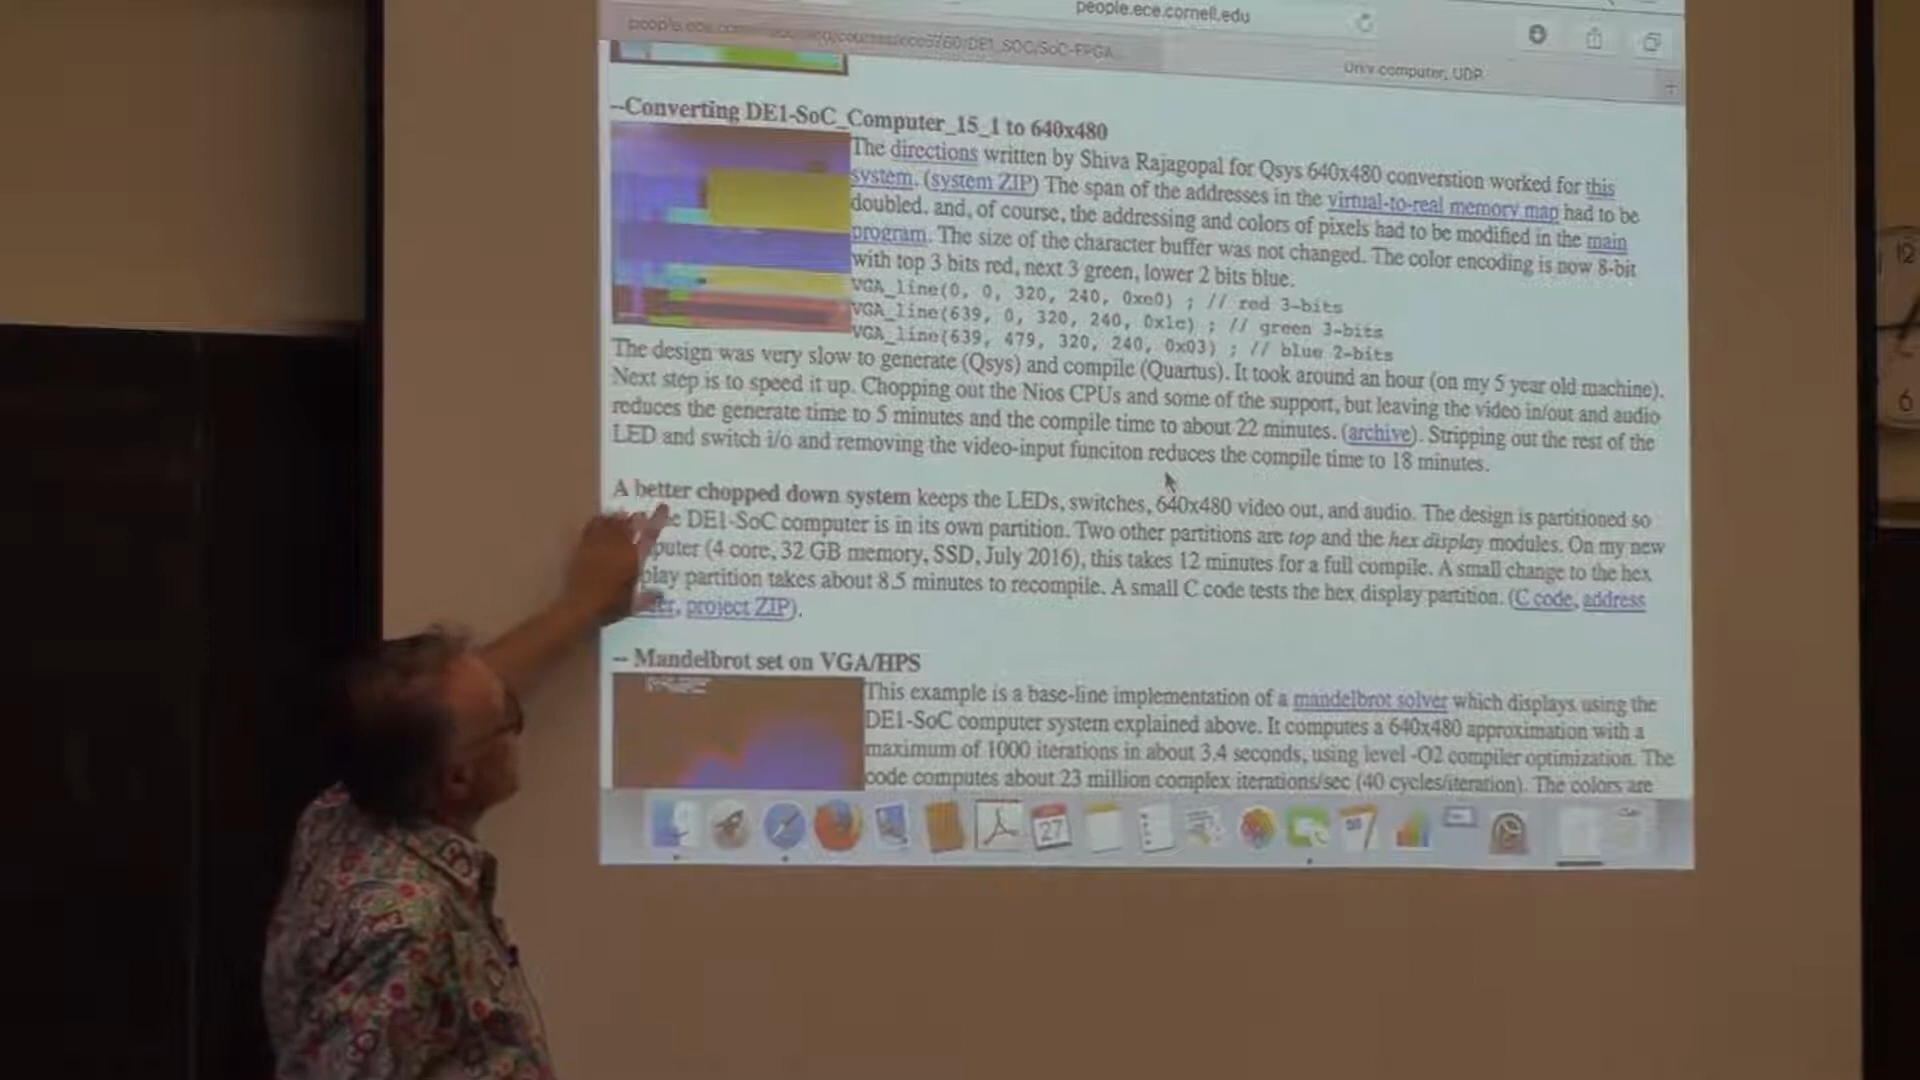 people.ece.cornell.edu
Univ computer, UDP
--Converting DE1-SoC_Computer_15_1 to 640x480
The directions written by Shiva Rajagopal for Qsys 640x480 converstion worked for this
system. (system ZIP) The span of the addresses in the virtual-to-real memory map had to be
doubled. and, of course, the addressing and colors of pixels had to be modified in the main
program. The size of the character buffer was not changed. The color encoding is now 8-bit
with top 3 bits red, next 3 green, lower 2 bits blue.
VGA_line(0, 0, 320, 240, 0xe0) ; // red 3-bits
VGA_line(639, 0, 320, 240, 0x1c) ; // green 3-bits
VGA_line(639, 479, 320, 240, 0x03) ; // blue 2-bits
The design was very slow to generate (Qsys) and compile (Quartus). It took around an hour (on my 5 year old machine).
Next step is to speed it up. Chopping out the Nios CPUs and some of the support, but leaving the video in/out and audio
reduces the generate time to 5 minutes and the compile time to about 22 minutes. (archive). Stripping out the rest of the
LED and switch i/o and removing the video-input funciton reduces the compile time to 18 minutes.
A better chopped down system keeps the LEDs, switches, 640x480 video out, and audio. The design is partitioned so
DE1-SoC computer is in its own partition. Two other partitions are top and the hex display modules. On my new
puter (4 core, 32 GB memory, SSD, July 2016), this takes 12 minutes for a full compile. A small change to the hex
play partition takes about 8.5 minutes to recompile. A small C code tests the hex display partition. (C code, address
project ZIP).
-- Mandelbrot set on VGA/HPS
This example is a base-line implementation of a mandelbrot solver which displays using the
DE1-SoC computer system explained above. It computes a 640x480 approximation with a
maximum of 1000 iterations in about 3.4 seconds, using level -O2 compiler optimization. The
code computes about 23 million complex iterations/sec (40 cycles/iteration). The colors are
27
12
6